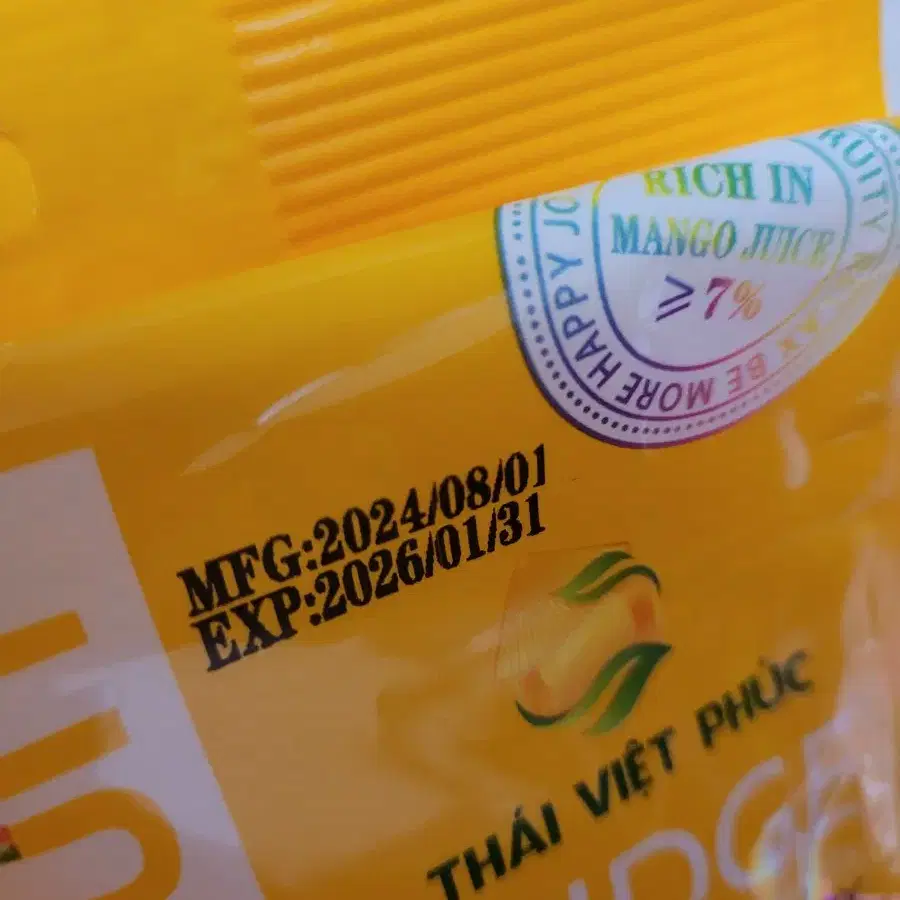 RICH IN
MANGO JUICE
≥7%
BE MORE HAPPY
MFG:2024/08/01
EXP:2026/01/31
THÁI VIỆT PHÚC